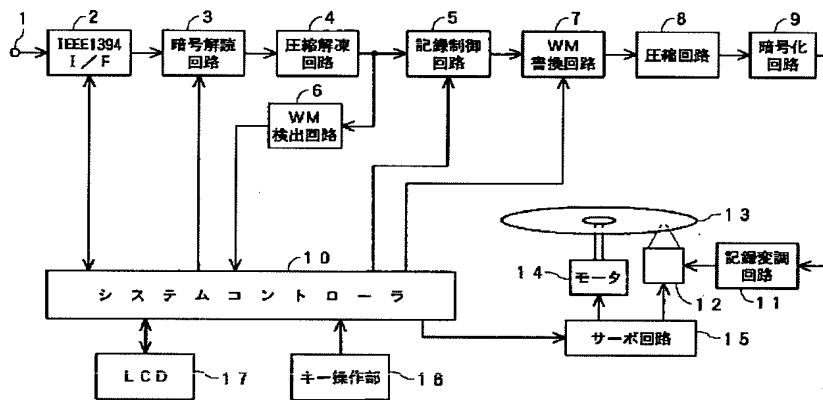 1
2
IEEE1394
I/F
3
暗号解読
回路
4
圧縮解凍
回路
5
記録制御
回路
6
WM
検出回路
7
WM
書換回路
8
圧縮回路
9
暗号化
回路
10
システムコントローラ
13
14
モータ
12
記録変調
回路
11
サーボ回路
15
LCD
17
キー操作部
16